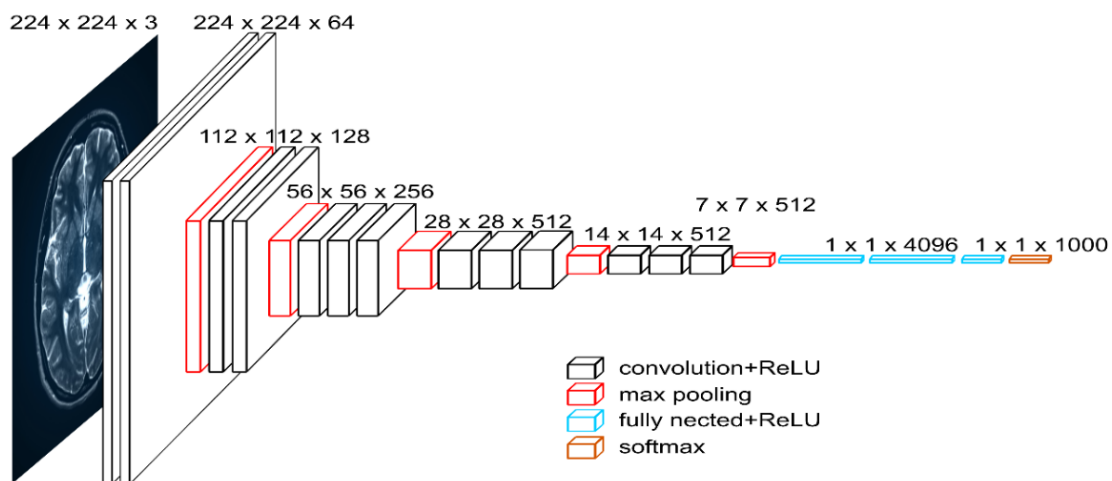 224 x 224 x 3
224 x 224 x 64
112 x 112 x 128
56 x 56 x 256
28 x 28 x 512
14 x 14 x 512
7 x 7 x 512
1 x 1 x 4096
1 x 1 x 1000
convolution+ReLU
max pooling
fully nected+ReLU
softmax